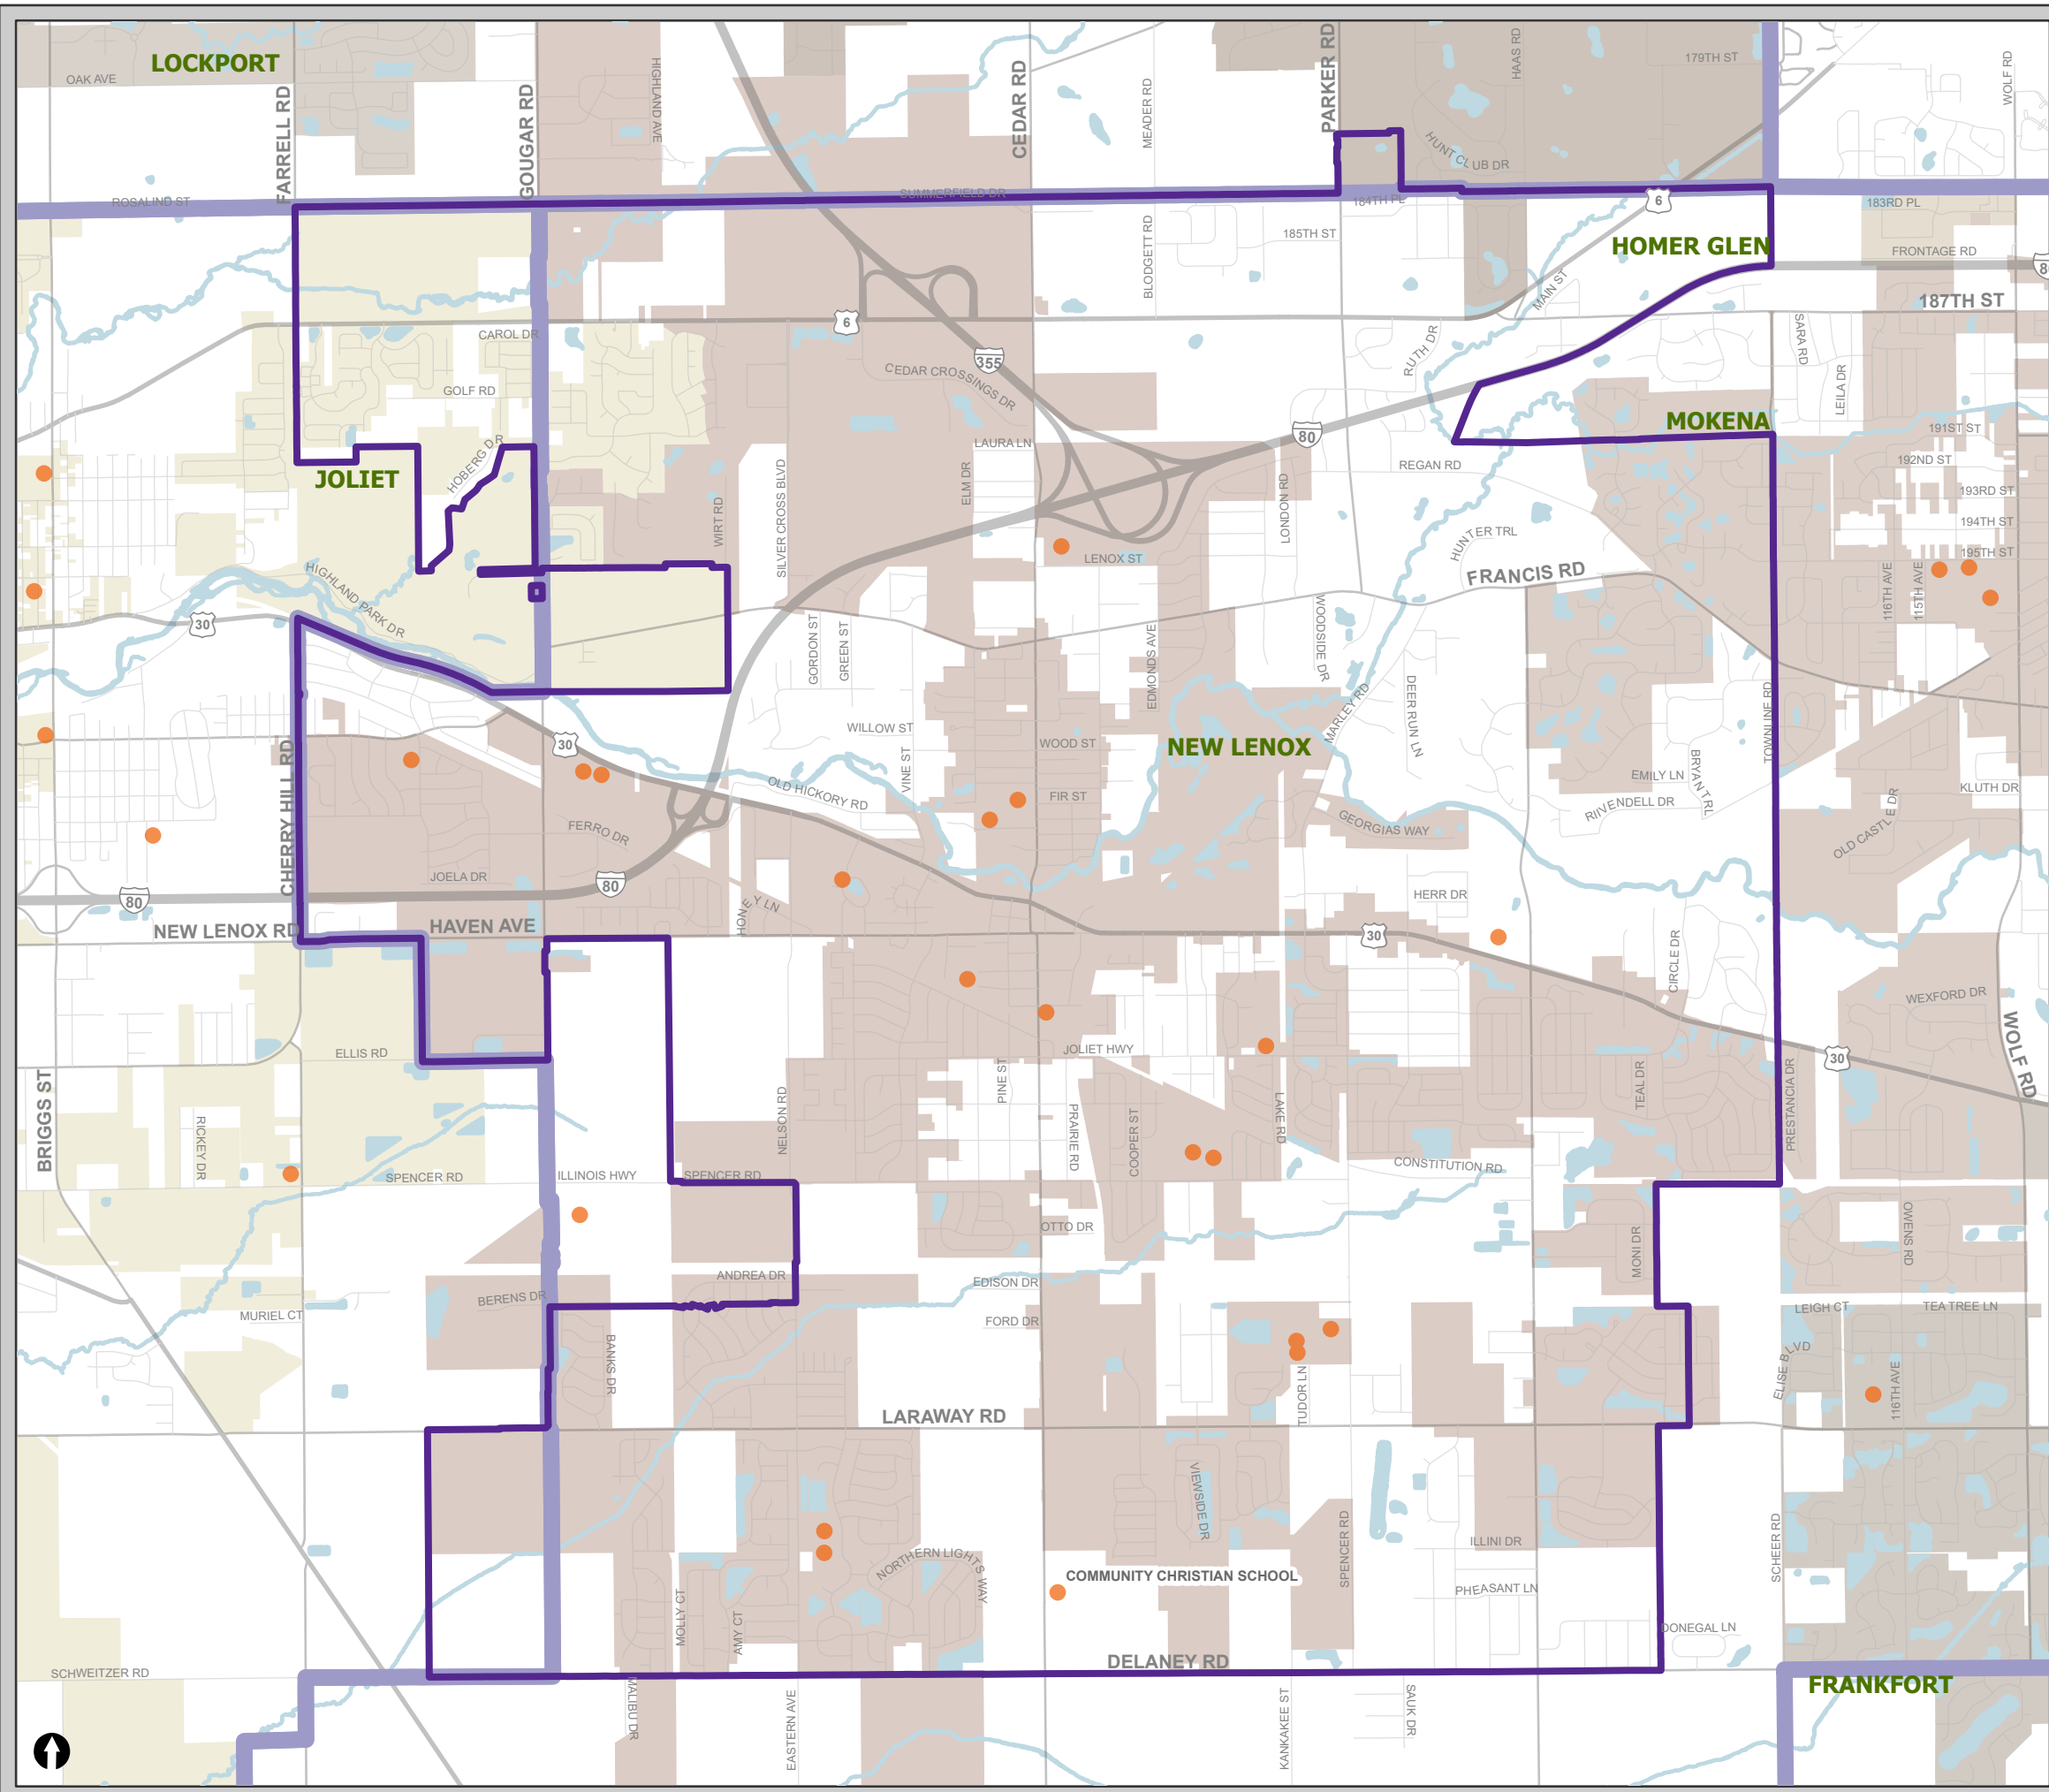 LOCKPORT
OAK AVE
FARRELL RD
GOUGAR RD
HIGHLAND AVE
CEDAR RD
MEADER RD
PARKER RD
HAAS RD
179TH ST
WOLF RD
HUNT CLUB DR
ROSALIND ST
SUMMERFIELD DR
184TH PL
6
183RD PL
BLODGETT RD
185TH ST
HOMER GLEN
FRONTAGE RD
80
MAIN ST
187TH ST
CAROL DR
6
355
RUTH DR
SARA RD
LEILA DR
GOLF RD
CEDAR CROSSINGS DR
MOKENA
191ST ST
80
LAURA LN
HOBERG DR
JOLIET
REGAN RD
192ND ST
193RD ST
194TH ST
195TH ST
SILVER CROSS BLVD
ELM DR
WIRT RD
LONDON RD
HUNTER TRL
LENOX ST
FRANCIS RD
116TH AVE
15TH AVE
HIGHLAND PARK DR
30
GORDON ST
GREEN ST
EDMONDS AVE
WOODSIDE DR
MARLEY RD
DEER RUN LN
TOWNLINE RD
CHERRY HILL RD
30
WILLOW ST
VINE ST
WOOD ST
NEW LENOX
BRYAN TRL
EMILY LN
RIIVENDELL DR
KLUTH DR
OLD HICKORY RD
FIR ST
OLD CASTLE DR
FERRO DR
GEORGIAS WAY
JOELA DR
80
80
HERR DR
HONEY LN
NEW LENOX RD
HAVEN AVE
30
CIRCLE DR
WEXFORD DR
WOLF RD
ELLIS RD
JOLIET HWY
30
BRIGGS ST
RICKEY DR
NELSON RD
PINE ST
PRAIRIE RD
COOPER ST
LAKE RD
TEAL DR
PRESTANCIA DR
SPENCER RD
ILLINOIS HWY
SPENCER RD
CONSTITUTION RD
OTTO DR
MONI DR
OWENS RD
ANDREA DR
EDISON DR
BERENS DR
MURIEL CT
FORD DR
LEIGH CT
TEA TREE LN
BANKS DR
TUDOR LN
ELISE BLVD
116TH AVE
LARAWAY RD
VIEWSIDE DR
SPENCER RD
ILLINI DR
SCHEER RD
NORTHERN LIGHTS WAY
COMMUNITY CHRISTIAN SCHOOL
PHEASANT LN
MOLLY CT
AMY CT
DONEGAL LN
SCHWEITZER RD
DELANEY RD
FRANKFORT
MALIBU DR
EASTERN AVE
KANKAKEE ST
SAUK DR